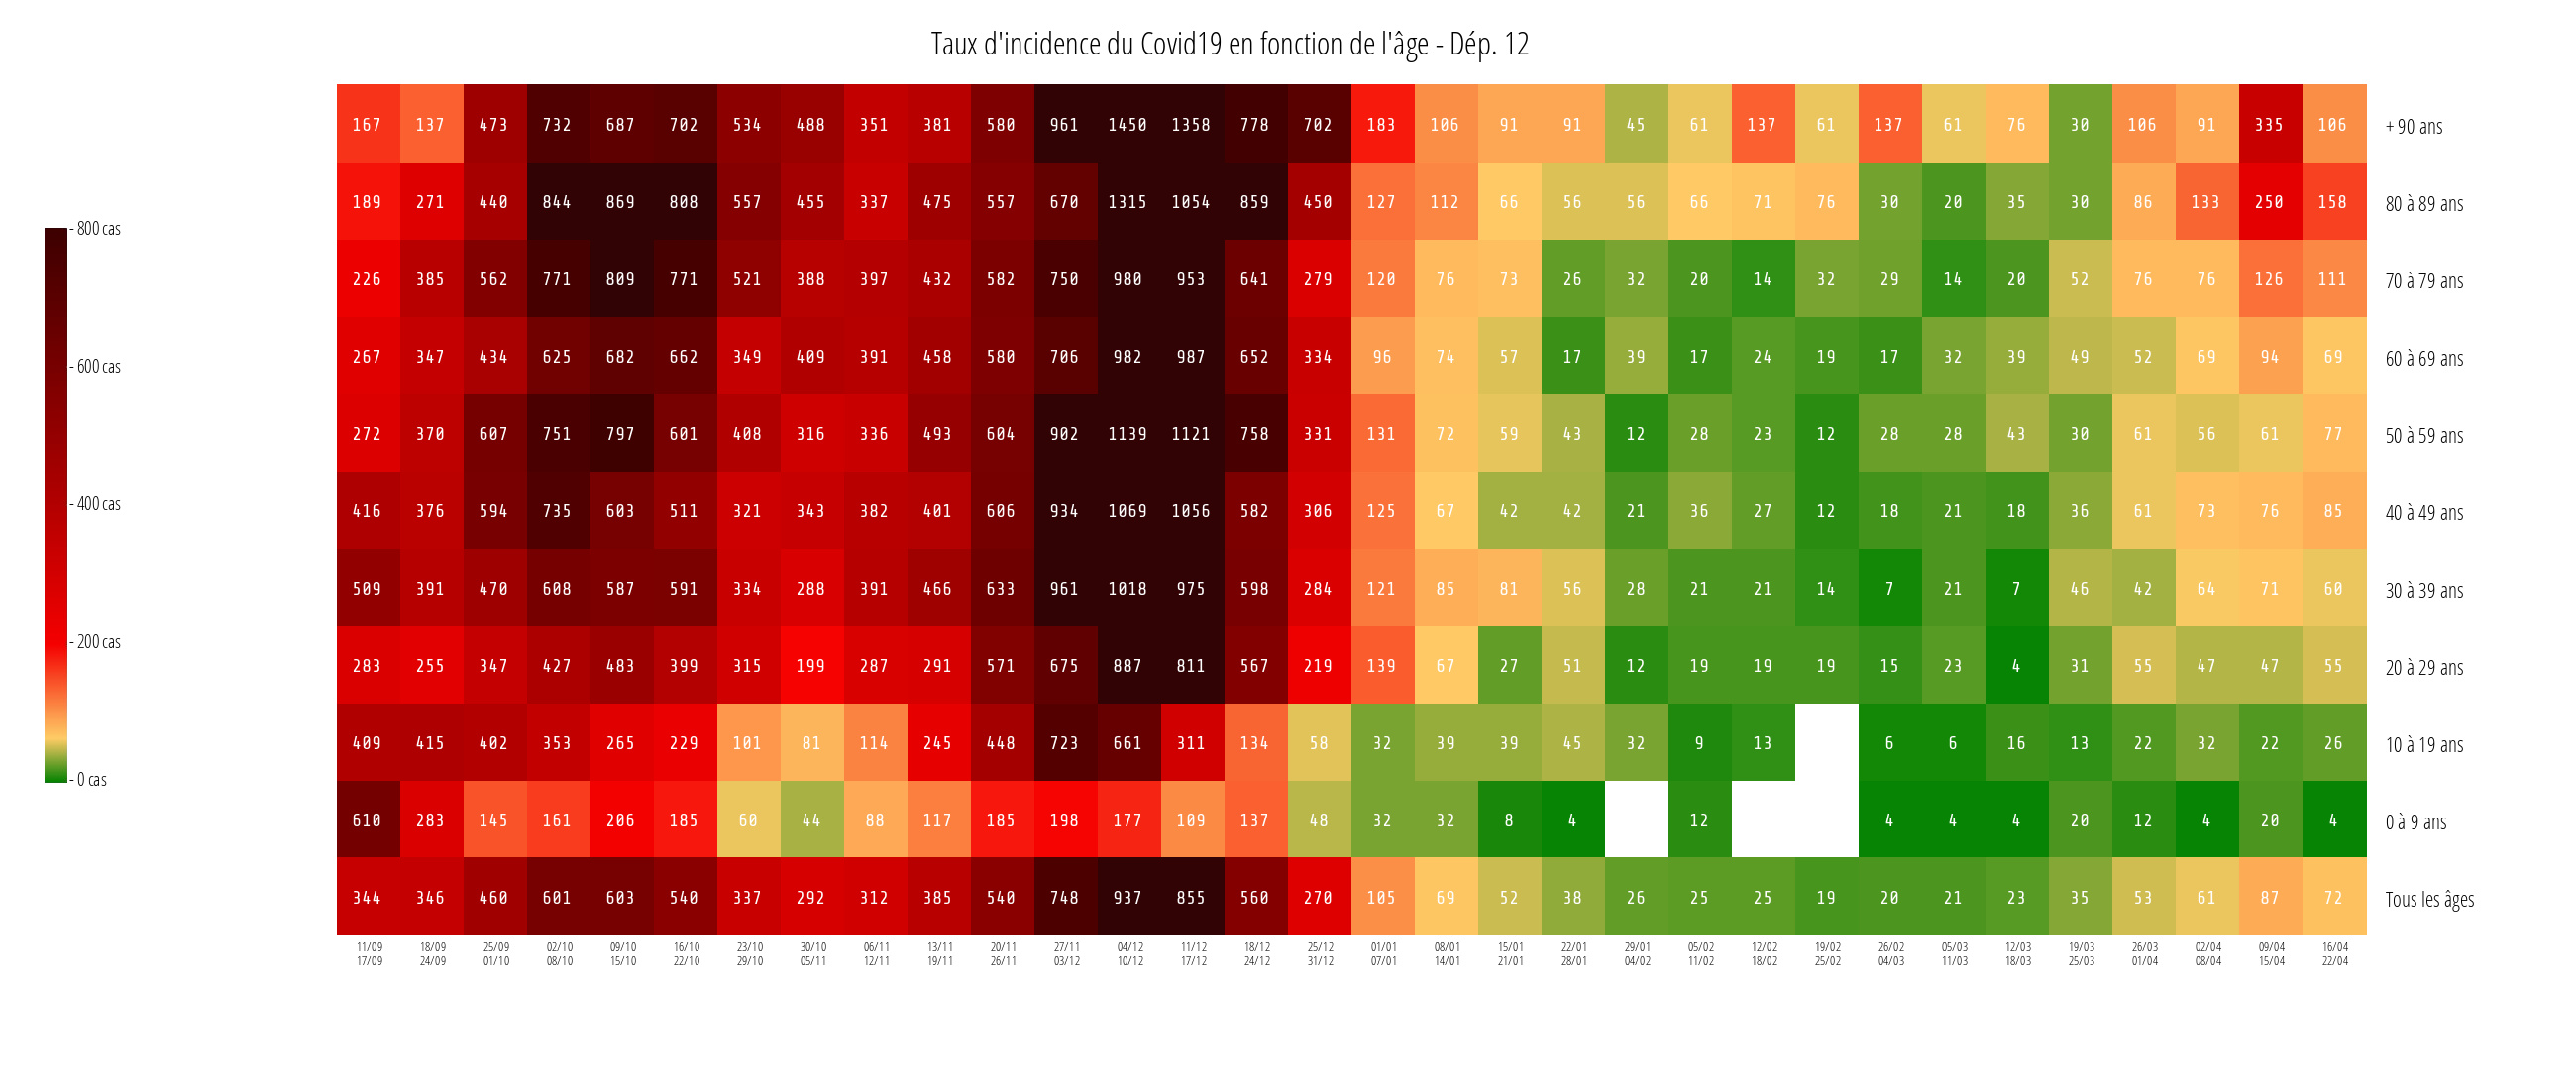 Taux d'incidence du Covid19 en fonction de l'âge - Dép. 12
- 800 cas
- 600 cas
- 400 cas
- 200 cas
- 0 cas
167 137 473 732 687 702 534 488 351 381 580 961 1450 1358 778 702 183 106 91 91 45 61 137 61 137 61 76 30 106 91 335 106 + 90 ans
189 271 440 844 869 808 557 455 337 475 557 670 1315 1054 859 450 127 112 66 56 56 66 71 76 30 20 35 30 86 133 250 158 80 à 89 ans
226 385 562 771 809 771 521 388 397 432 582 750 980 953 641 279 120 76 73 26 32 20 14 32 29 14 20 52 76 76 126 111 70 à 79 ans
267 347 434 625 682 662 349 409 391 458 580 706 982 987 652 334 96 74 57 17 39 17 24 19 17 32 39 49 52 69 94 69 60 à 69 ans
272 370 607 751 797 601 408 316 336 493 604 902 1139 1121 758 331 131 72 59 43 12 28 23 12 28 28 43 30 61 56 61 77 50 à 59 ans
416 376 594 735 603 511 321 343 382 401 606 934 1069 1056 582 306 125 67 42 42 21 36 27 12 18 21 18 36 61 73 76 85 40 à 49 ans
509 391 470 608 587 591 334 288 391 466 633 961 1018 975 598 284 121 85 81 56 28 21 21 14 7 21 7 46 42 64 71 60 30 à 39 ans
283 255 347 427 483 399 315 199 287 291 571 675 887 811 567 219 139 67 27 51 12 19 19 19 15 23 4 31 55 47 47 55 20 à 29 ans
409 415 402 353 265 229 101 81 114 245 448 723 661 311 134 58 32 39 39 45 32 9 13 6 6 16 13 22 32 22 26 10 à 19 ans
610 283 145 161 206 185 60 44 88 117 185 198 177 109 137 48 32 32 8 4 12 4 4 4 20 12 4 20 4 0 à 9 ans
344 346 460 601 603 540 337 292 312 385 540 748 937 855 560 270 105 69 52 38 26 25 25 19 20 21 23 35 53 61 87 72 Tous les âges
11/09 18/09 25/09 02/10 09/10 16/10 23/10 30/10 06/11 13/11 20/11 27/11 04/12 11/12 18/12 25/12 01/01 08/01 15/01 22/01 29/01 05/02 12/02 19/02 26/02 05/03 12/03 19/03 26/03 02/04 09/04 16/04
17/09 24/09 01/10 08/10 15/10 22/10 29/10 05/11 12/11 19/11 26/11 03/12 10/12 17/12 24/12 31/12 07/01 14/01 21/01 28/01 04/02 11/02 18/02 25/02 04/03 11/03 18/03 25/03 01/04 08/04 15/04 22/04